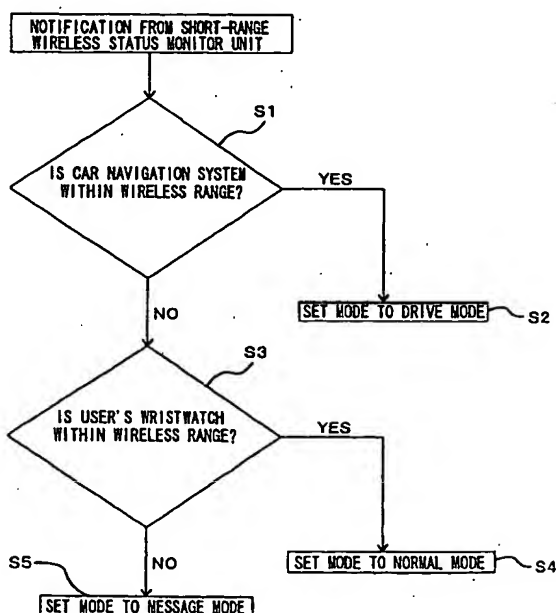 NOTIFICATION FROM SHORT-RANGE
WIRELESS STATUS MONITOR UNIT
S1
IS CAR NAVIGATION SYSTEM
WITHIN WIRELESS RANGE?
YES
NO
SET MODE TO DRIVE MODE
S2
S3
IS USER'S WRISTWATCH
WITHIN WIRELESS RANGE?
YES
NO
SET MODE TO NORMAL MODE
S4
S5
SET MODE TO MESSAGE MODE